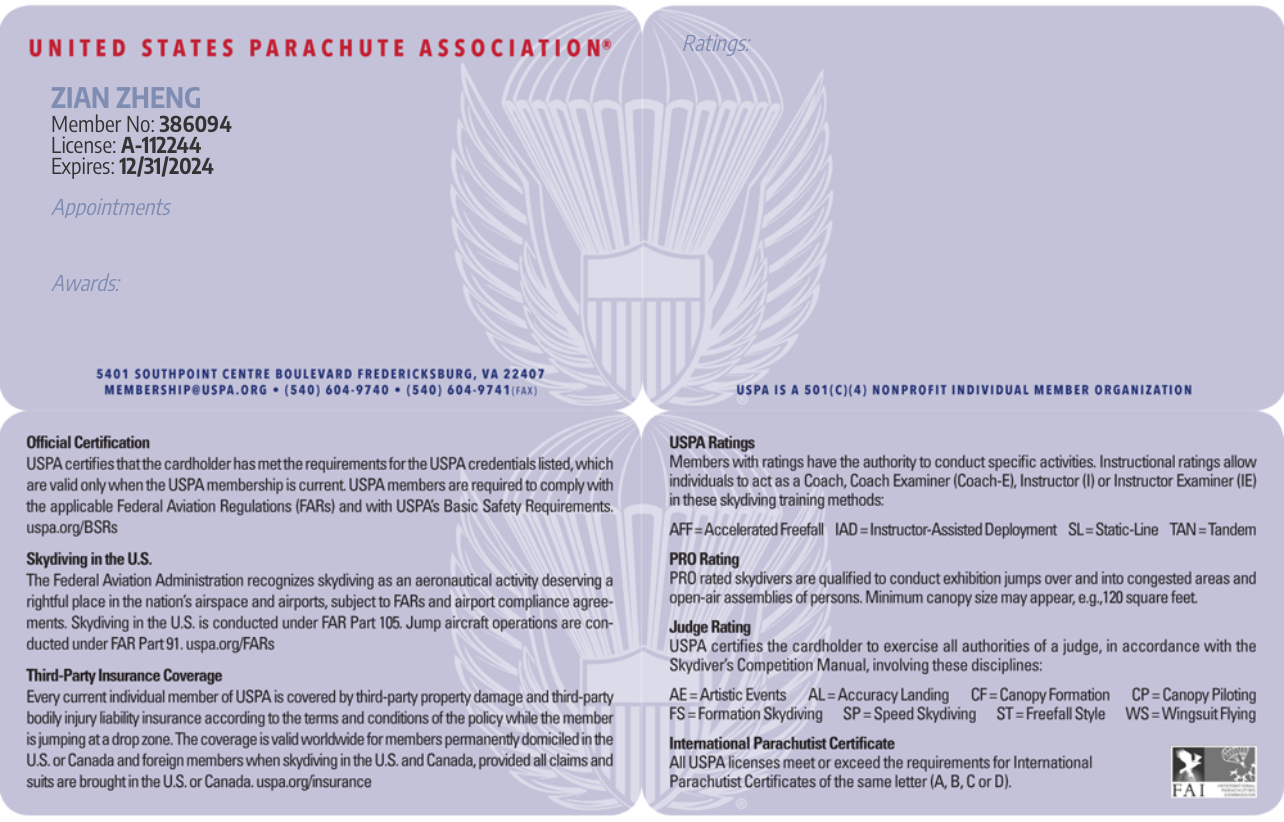 UNITED STATES PARACHUTE ASSOCIATION®
ZIAN ZHENG
Member No: 386094
License: A-112244
Expires: 12/31/2024
Appointments
Awards:
5401 SOUTHPOINT CENTRE BOULEVARD FREDERICKSBURG, VA 22407
MEMBERSHIP@USPA.ORG • (540) 604-9740 • (540) 604-9741(FAX)
Ratings:
USPA IS A 501(C)(4) NONPROFIT INDIVIDUAL MEMBER ORGANIZATION
®
Official Certification
USPA certifies that the cardholder has met the requirements for the USPA credentials listed, which
are valid only when the USPA membership is current. USPA members are required to comply with
the applicable Federal Aviation Regulations (FARs) and with USPA's Basic Safety Requirements.
uspa.org/BSRs
Skydiving in the U.S.
The Federal Aviation Administration recognizes skydiving as an aeronautical activity deserving a
rightful place in the nation's airspace and airports, subject to FARs and airport compliance agree-
ments. Skydiving in the U.S. is conducted under FAR Part 105. Jump aircraft operations are con-
ducted under FAR Part 91. uspa.org/FARs
Third-Party Insurance Coverage
Every current individual member of USPA is covered by third-party property damage and third-party
bodily injury liability insurance according to the terms and conditions of the policy while the member
is jumping at a drop zone. The coverage is valid worldwide for members permanently domiciled in the
U.S. or Canada and foreign members when skydiving in the U.S. and Canada, provided all claims and
suits are brought in the U.S. or Canada. uspa.org/insurance
USPA Ratings
Members with ratings have the authority to conduct specific activities. Instructional ratings allow
individuals to act as a Coach, Coach Examiner (Coach-E), Instructor (I) or Instructor Examiner (IE)
in these skydiving training methods:
AFF = Accelerated Freefall IAD = Instructor-Assisted Deployment SL = Static-Line TAN = Tandem
PRO Rating
PRO rated skydivers are qualified to conduct exhibition jumps over and into congested areas and
open-air assemblies of persons. Minimum canopy size may appear, e.g.,120 square feet.
Judge Rating
USPA certifies the cardholder to exercise all authorities of a judge, in accordance with the
Skydiver's Competition Manual, involving these disciplines:
AE = Artistic Events AL = Accuracy Landing CF = Canopy Formation CP = Canopy Piloting
FS = Formation Skydiving SP = Speed Skydiving ST = Freefall Style WS = Wingsuit Flying
International Parachutist Certificate
All USPA licenses meet or exceed the requirements for International
Parachutist Certificates of the same letter (A, B, C or D).
®
FAI